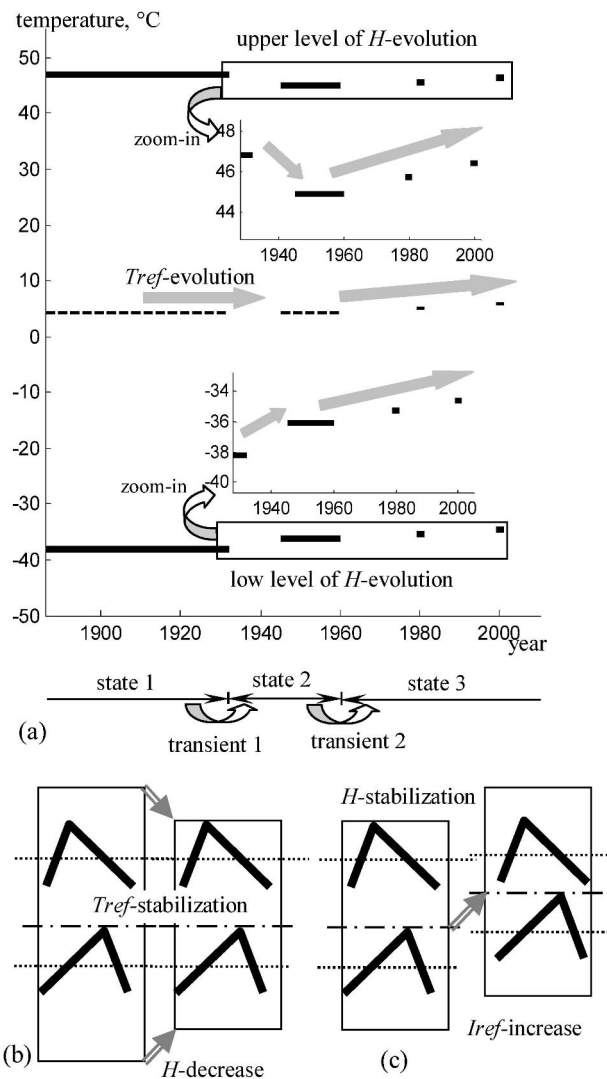 temperature, °C
upper level of H-evolution
50
40
30
20
10
0
-10
-20
-30
-40
-50
zoom-in
48
46
44
1940 1960 1980 2000
Tref-evolution
-34
-36
-38
-40
1940 1960 1980 2000
zoom-in
low level of H-evolution
1900 1920 1940 1960 1980 2000
year
state 1 state 2 state 3
(a)
transient 1 transient 2
Tref-stabilization
(b)
H-decrease
H-stabilization
(c)
Iref-increase